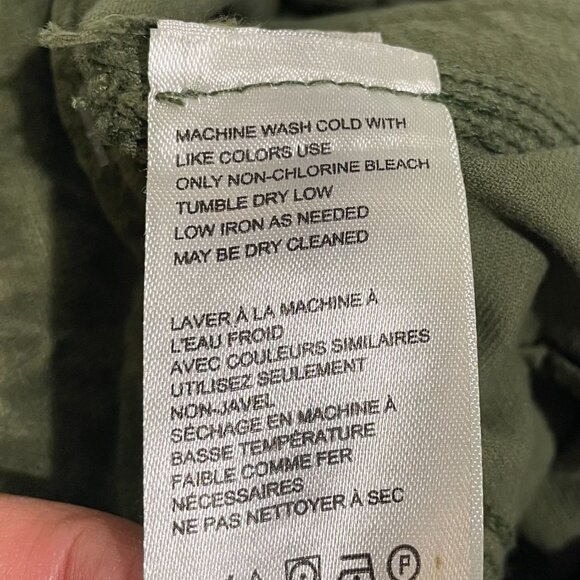 MACHINE WASH COLD WITH
LIKE COLORS USE
ONLY NON-CHLORINE BLEACH
TUMBLE DRY LOW
LOW IRON AS NEEDED
MAY BE DRY CLEANED
LAVER À LA MACHINE À
L'EAU FROID
AVEC COULEURS SIMILAIRES
UTILISEZ SEULEMENT
NON-JAVEL
SÉCHAGE EN MACHINE À
BASSE TEMPÉRATURE
FAIBLE COMME FER
NÉCESSAIRES
NE PAS NETTOYER À SEC
P